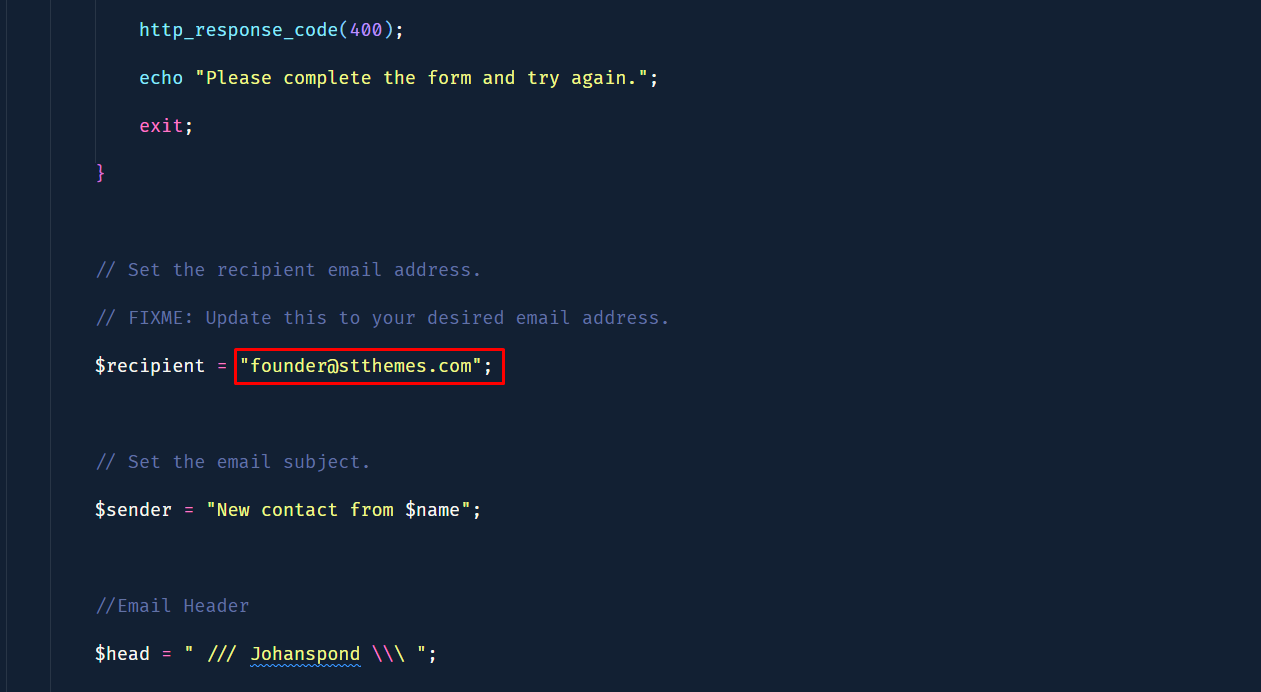 http_response_code(400);
echo "Please complete the form and try again.";
exit;
}
// Set the recipient email address.
// FIXME: Update this to your desired email address.
$recipient = "founder@stthemes.com";
// Set the email subject.
$sender = "New contact from $name";
//Email Header
$head = " /// Johanspond \\\ ";